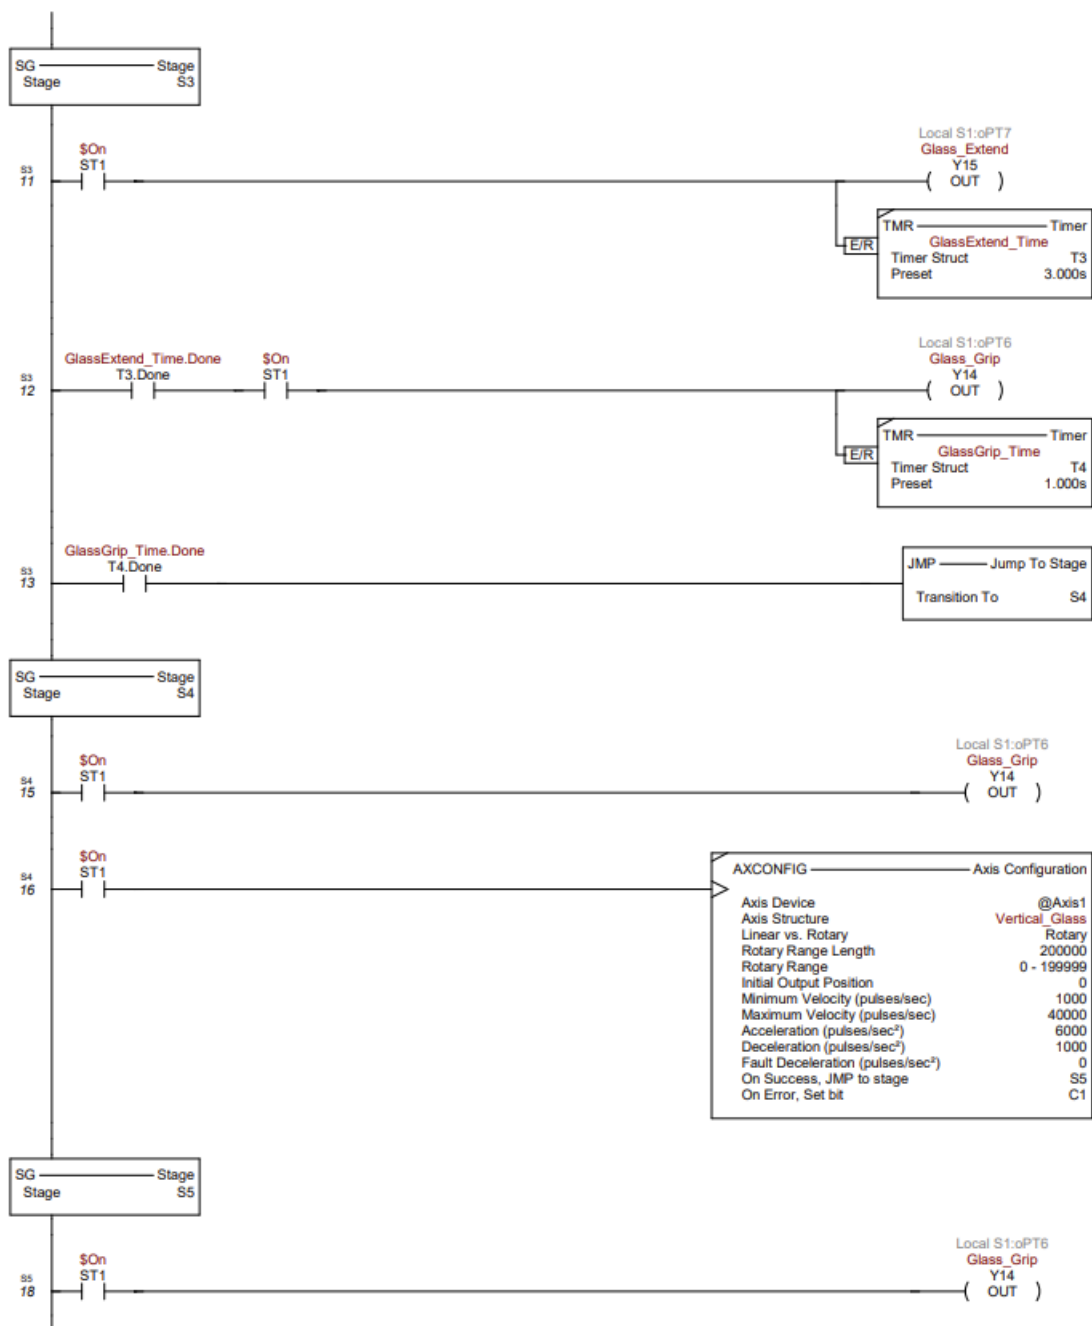 SG Stage
Stage S3
Local S1:oPT7
$On Glass_Extend
ST1 Y15
S3
11
OUT
TMR Timer
E/R GlassExtend_Time
Timer Struct T3
Preset 3.000s
Local S1:oPT6
GlassExtend_Time.Done $On Glass_Grip
T3.Done ST1 Y14
S3
12
OUT
TMR Timer
E/R GlassGrip_Time
Timer Struct T4
Preset 1.000s
GlassGrip_Time.Done
T4.Done
S3
13
JMP Jump To Stage
Transition To S4
SG Stage
Stage S4
Local S1:oPT6
$On Glass_Grip
ST1 Y14
S4
15
OUT
$On
ST1
S4
16
AXCONFIG Axis Configuration
Axis Device @Axis1
Axis Structure Vertical_Glass
Linear vs. Rotary Rotary
Rotary Range Length 200000
Rotary Range 0 - 199999
Initial Output Position 0
Minimum Velocity (pulses/sec) 1000
Maximum Velocity (pulses/sec) 40000
Acceleration (pulses/sec²) 6000
Deceleration (pulses/sec²) 1000
Fault Deceleration (pulses/sec²) 0
On Success, JMP to stage S5
On Error, Set bit C1
SG Stage
Stage S5
Local S1:oPT6
$On Glass_Grip
ST1 Y14
S5
18
OUT